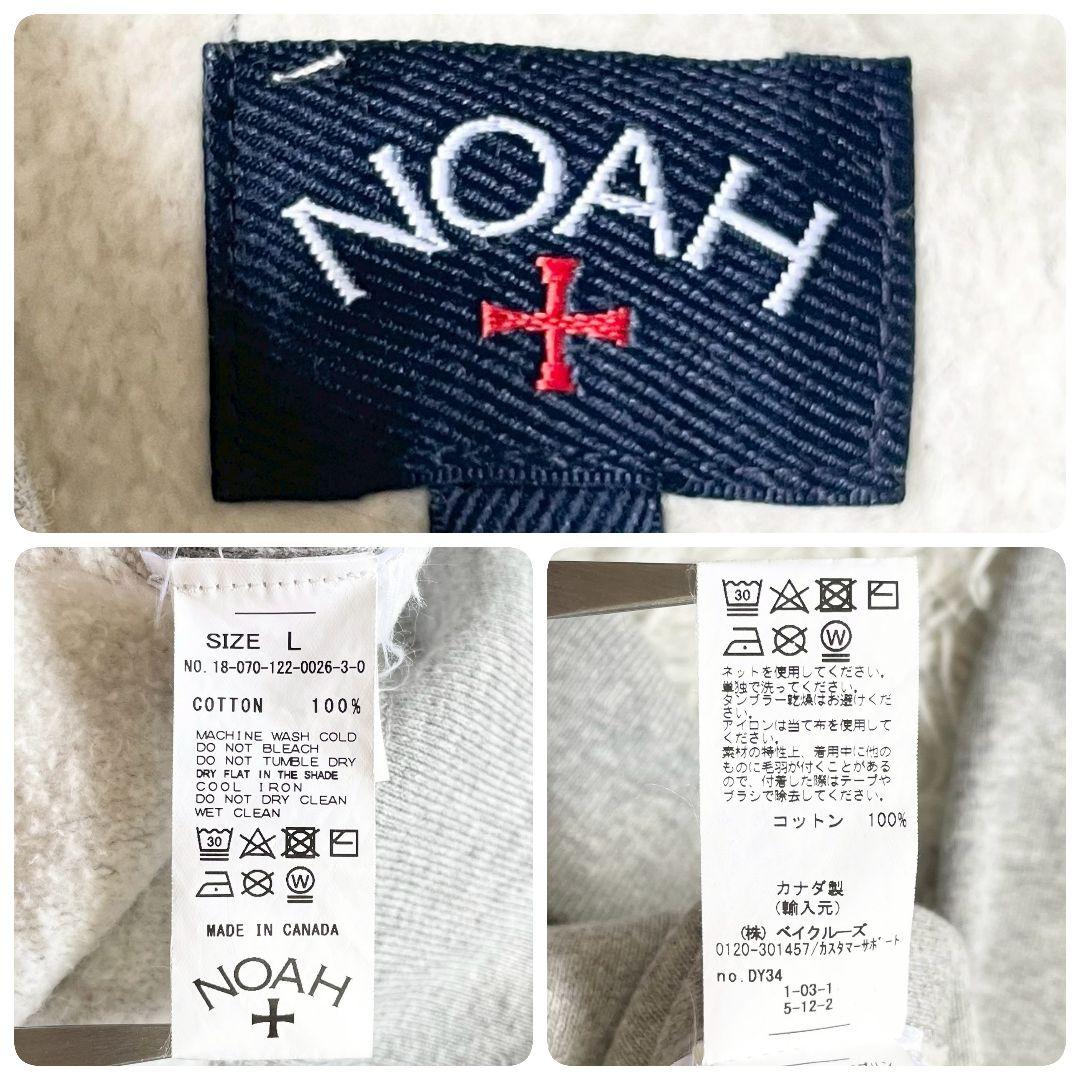 NOAH
SIZE L
NO. 18-070-122-0026-3-0
COTTON 100%
MACHINE WASH COLD
DO NOT BLEACH
DO NOT TUMBLE DRY
DRY FLAT IN THE SHADE
COOL IRON
DO NOT DRY CLEAN
WET CLEAN
30
W
MADE IN CANADA
NOAH
30
W
ネットを使用してください。
単独で洗ってください。
タンブラー乾燥はお避けくだ
さい。
アイロンは当て布を使用して
ください。
素材の特性上、着用中に他の
ものに毛羽が付くことがある
ので、付着した際はテープや
ブラシで除去してください。
コットン 100%
カナダ製
(輸入元)
(株) ベイクルーズ
0120-301457/カスタマーサポート
no.DY34
1-03-1
5-12-2